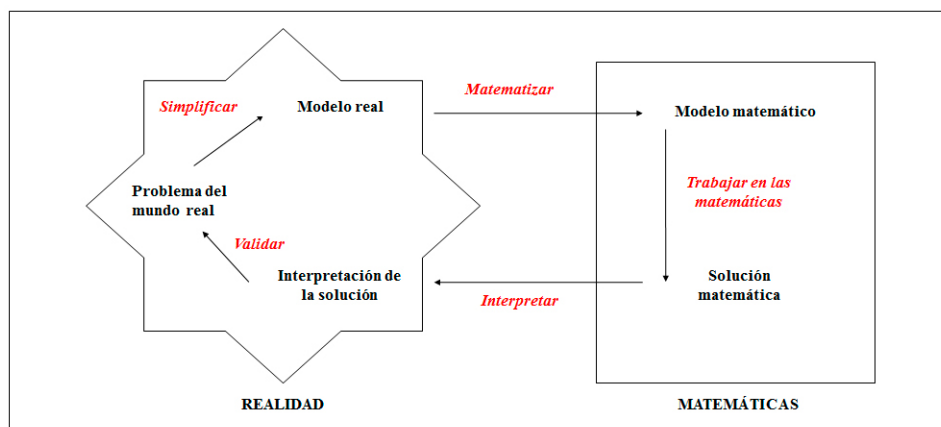 Simplificar
Modelo real
Matematizar
Modelo matemático
Trabajar en las
matemáticas
Problema del
mundo real
Validar
Interpretación de
la solución
Interpretar
Solución
matemática
REALIDAD
MATEMÁTICAS